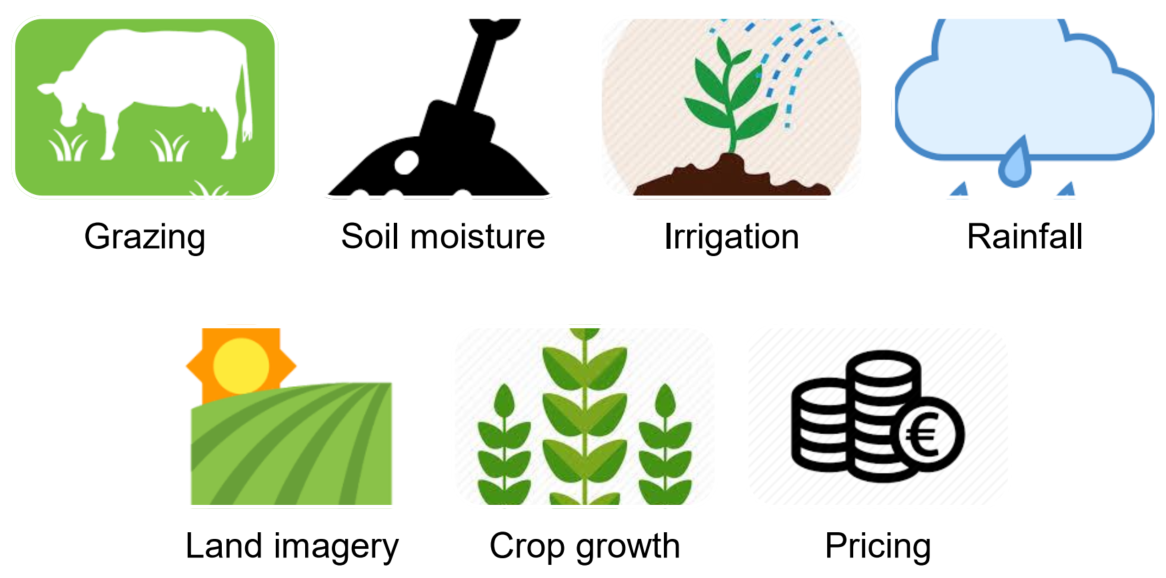 Grazing
Soil moisture
Irrigation
Rainfall
Land imagery
Crop growth
€
Pricing